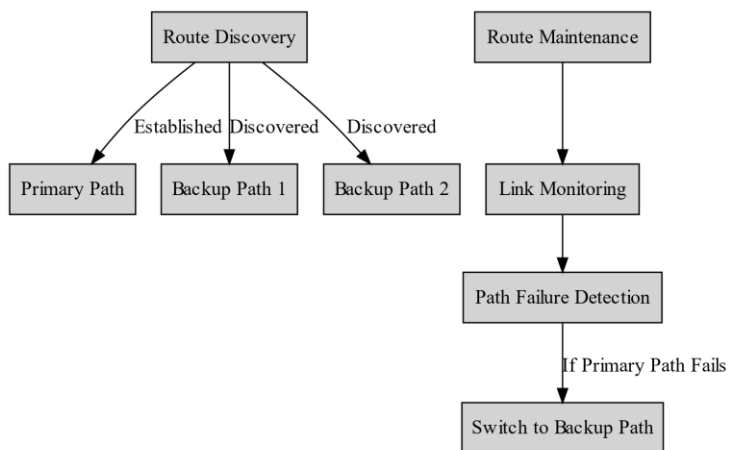 Route Discovery
Route Maintenance
Established
Discovered
Discovered
Primary Path
Backup Path 1
Backup Path 2
Link Monitoring
Path Failure Detection
If Primary Path Fails
Switch to Backup Path